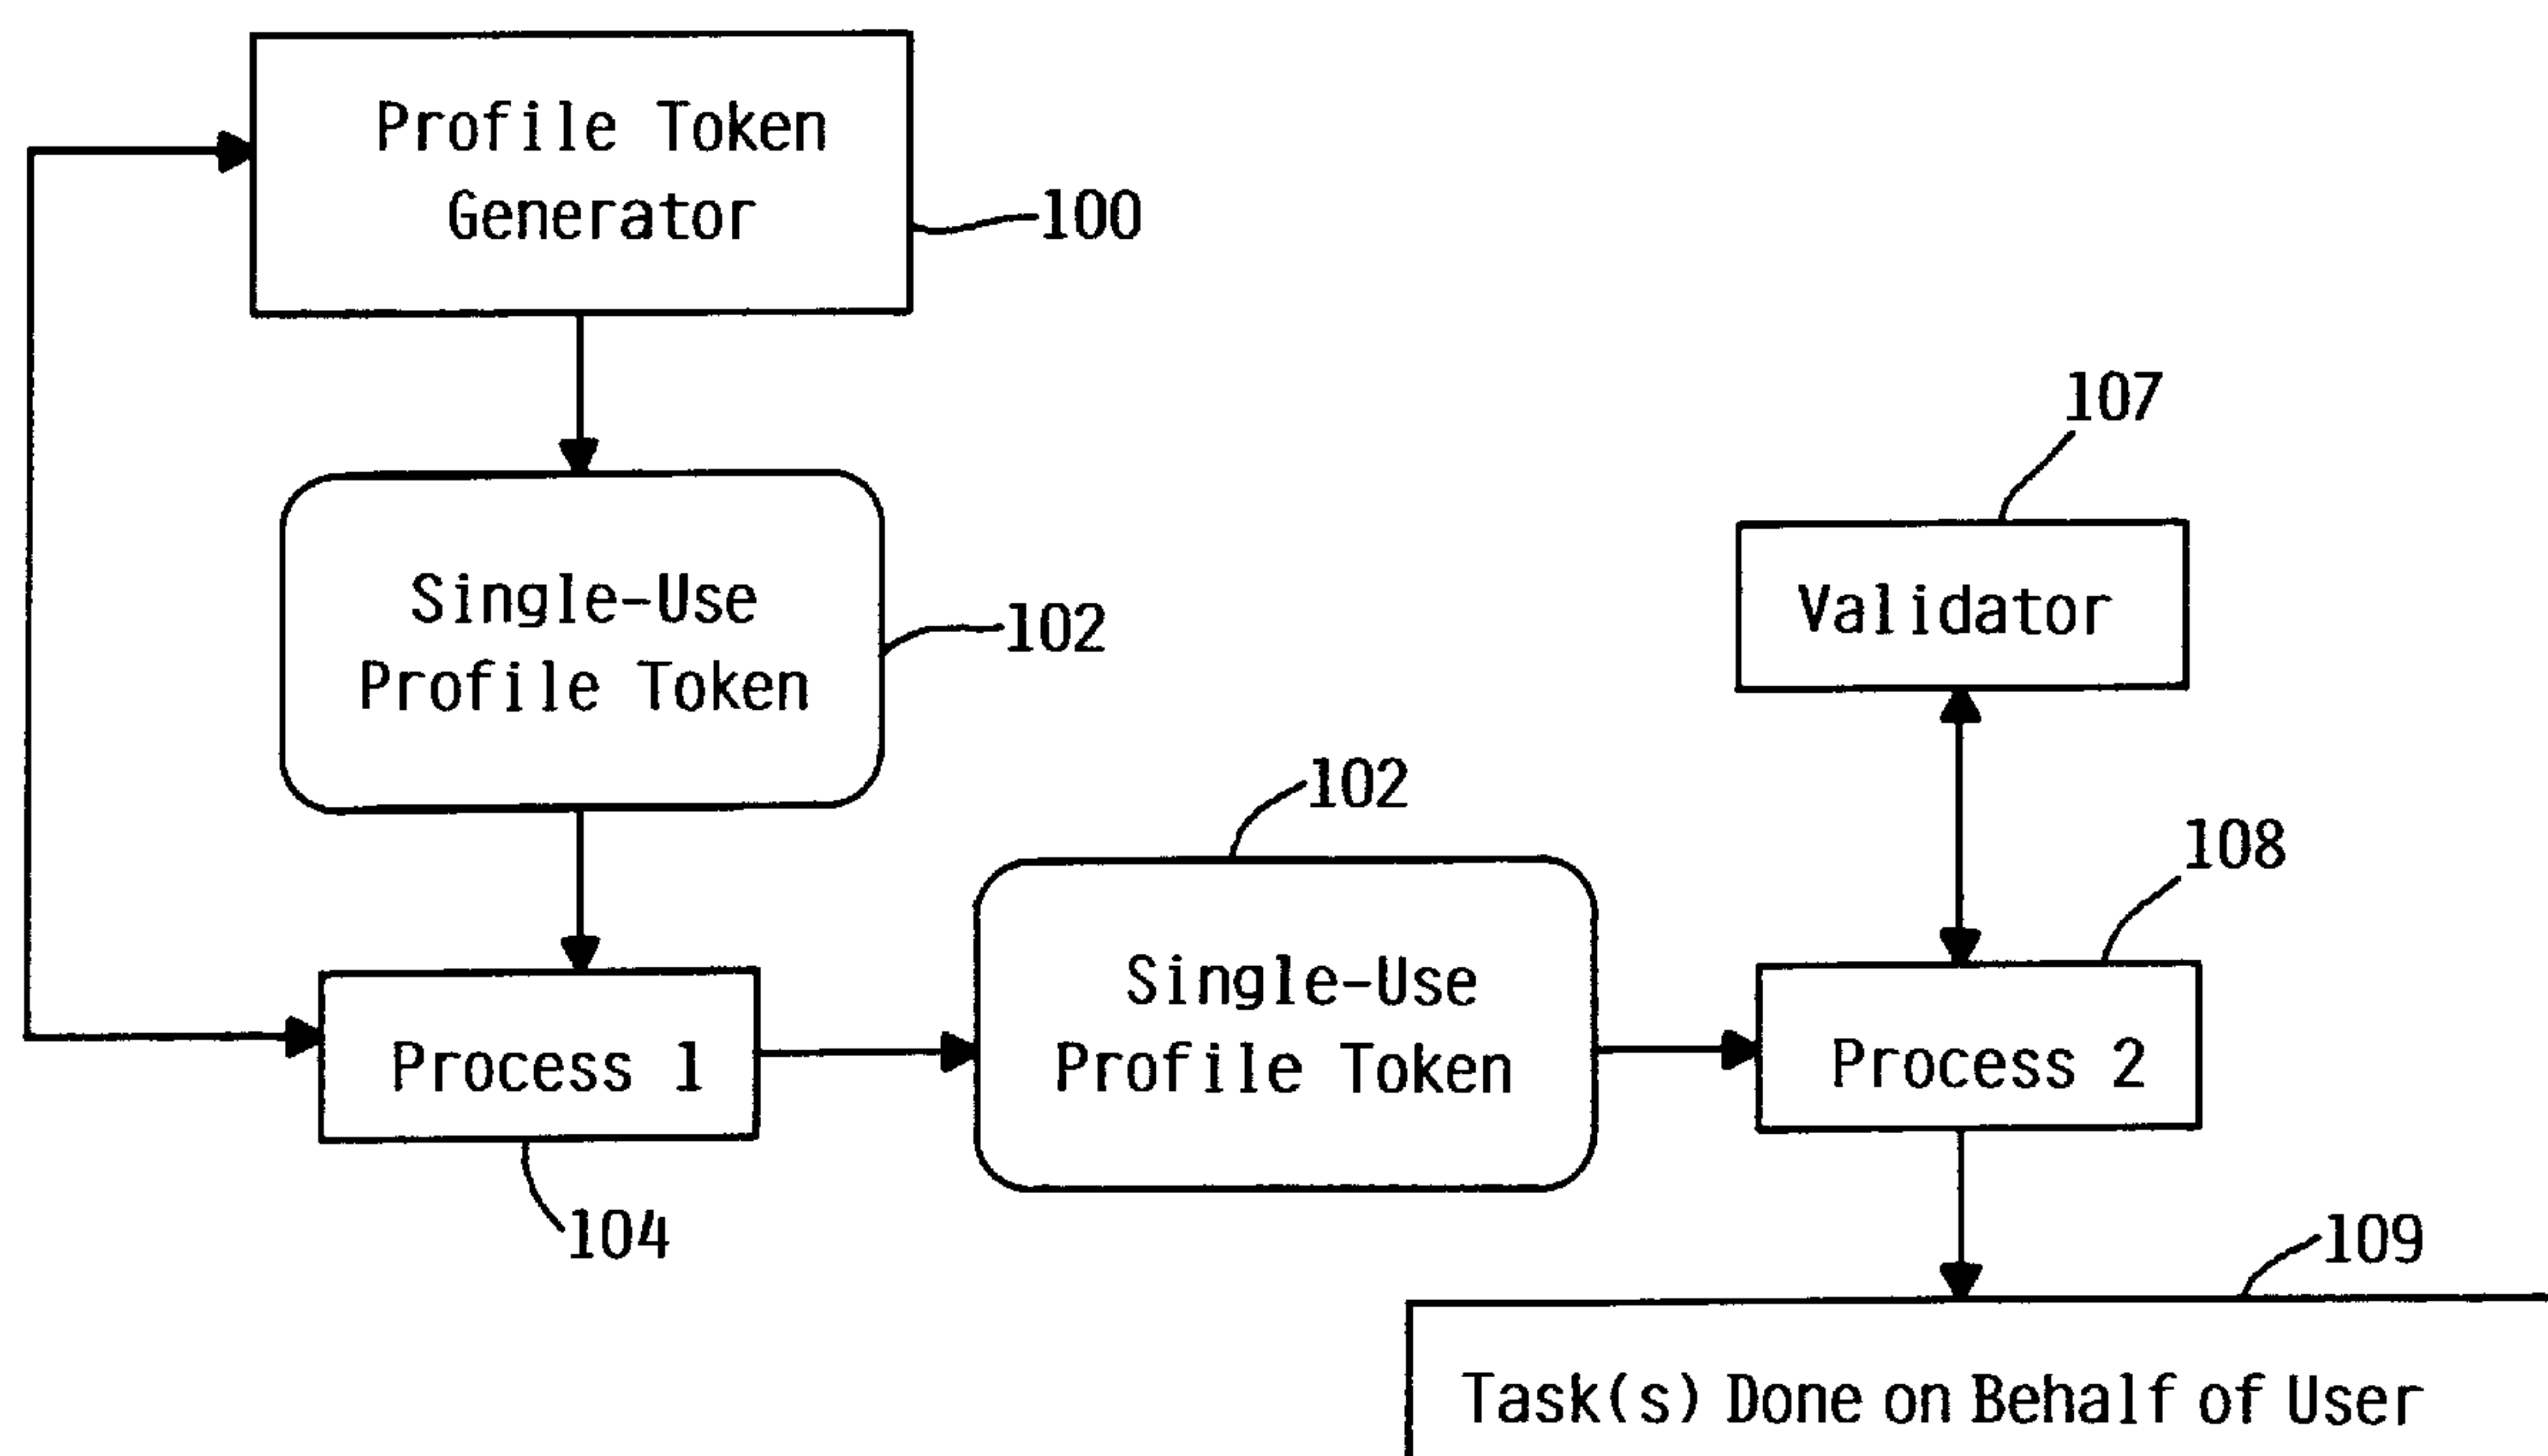 Profile Token
Generator
100
Single-Use
Profile Token
102
107
Validator
102
108
Single-Use
Profile Token
Process 1
Process 2
104
109
Task(s) Done on Behalf of User